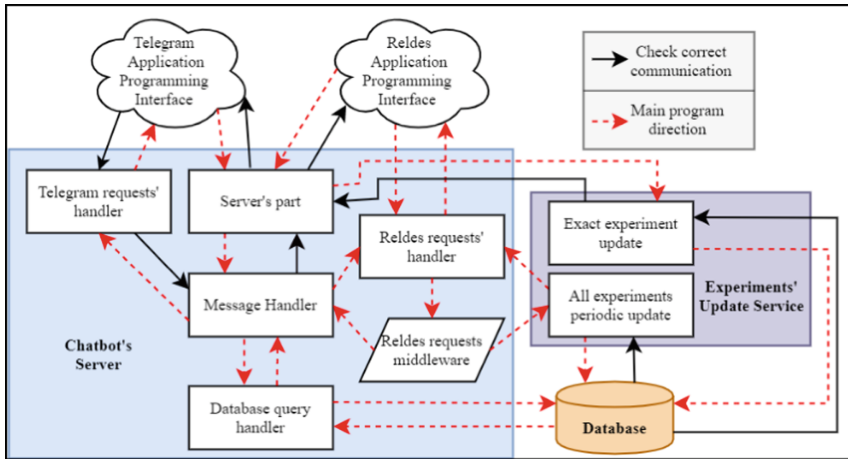 Telegram
Application
Programming
Interface
Reldes
Application
Programming
Interface
Check correct
communication
Main program
direction
Telegram requests'
handler
Server's part
Reldes requests'
handler
Exact experiment
update
Message Handler
All experiments
periodic update
Experiments'
Update Service
Chatbot's
Server
Reldes requests
middleware
Database query
handler
Database